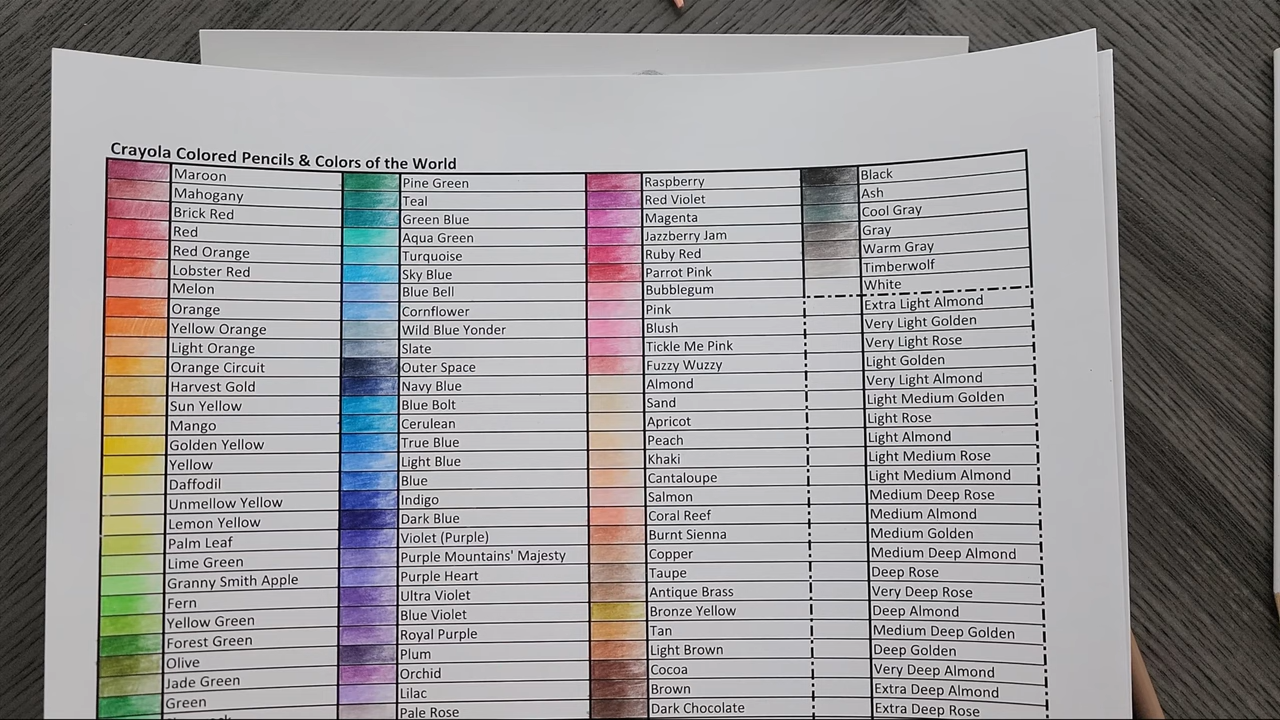 Crayola Colored Pencils & Colors of the World
Maroon
Mahogany
Brick Red
Red
Red Orange
Lobster Red
Melon
Orange
Yellow Orange
Light Orange
Orange Circuit
Harvest Gold
Sun Yellow
Mango
Golden Yellow
Yellow
Daffodil
Unmellow Yellow
Lemon Yellow
Palm Leaf
Lime Green
Granny Smith Apple
Fern
Yellow Green
Forest Green
Olive
Jade Green
Green
Pine Green
Teal
Green Blue
Aqua Green
Turquoise
Sky Blue
Blue Bell
Cornflower
Wild Blue Yonder
Slate
Outer Space
Navy Blue
Blue Bolt
Cerulean
True Blue
Light Blue
Blue
Indigo
Dark Blue
Violet (Purple)
Purple Mountains' Majesty
Purple Heart
Ultra Violet
Blue Violet
Royal Purple
Plum
Orchid
Lilac
Pale Rose
Raspberry
Red Violet
Magenta
Jazzberry Jam
Ruby Red
Parrot Pink
Bubblegum
Pink
Blush
Tickle Me Pink
Fuzzy Wuzzy
Almond
Sand
Apricot
Peach
Khaki
Cantaloupe
Salmon
Coral Reef
Burnt Sienna
Copper
Taupe
Antique Brass
Bronze Yellow
Tan
Light Brown
Cocoa
Brown
Dark Chocolate
Black
Ash
Cool Gray
Gray
Warm Gray
Timberwolf
White
Extra Light Almond
Very Light Golden
Very Light Rose
Light Golden
Very Light Almond
Light Medium Golden
Light Rose
Light Almond
Light Medium Rose
Light Medium Almond
Medium Deep Rose
Medium Almond
Medium Golden
Medium Deep Almond
Deep Rose
Very Deep Rose
Deep Almond
Medium Deep Golden
Deep Golden
Very Deep Almond
Extra Deep Almond
Extra Deep Rose